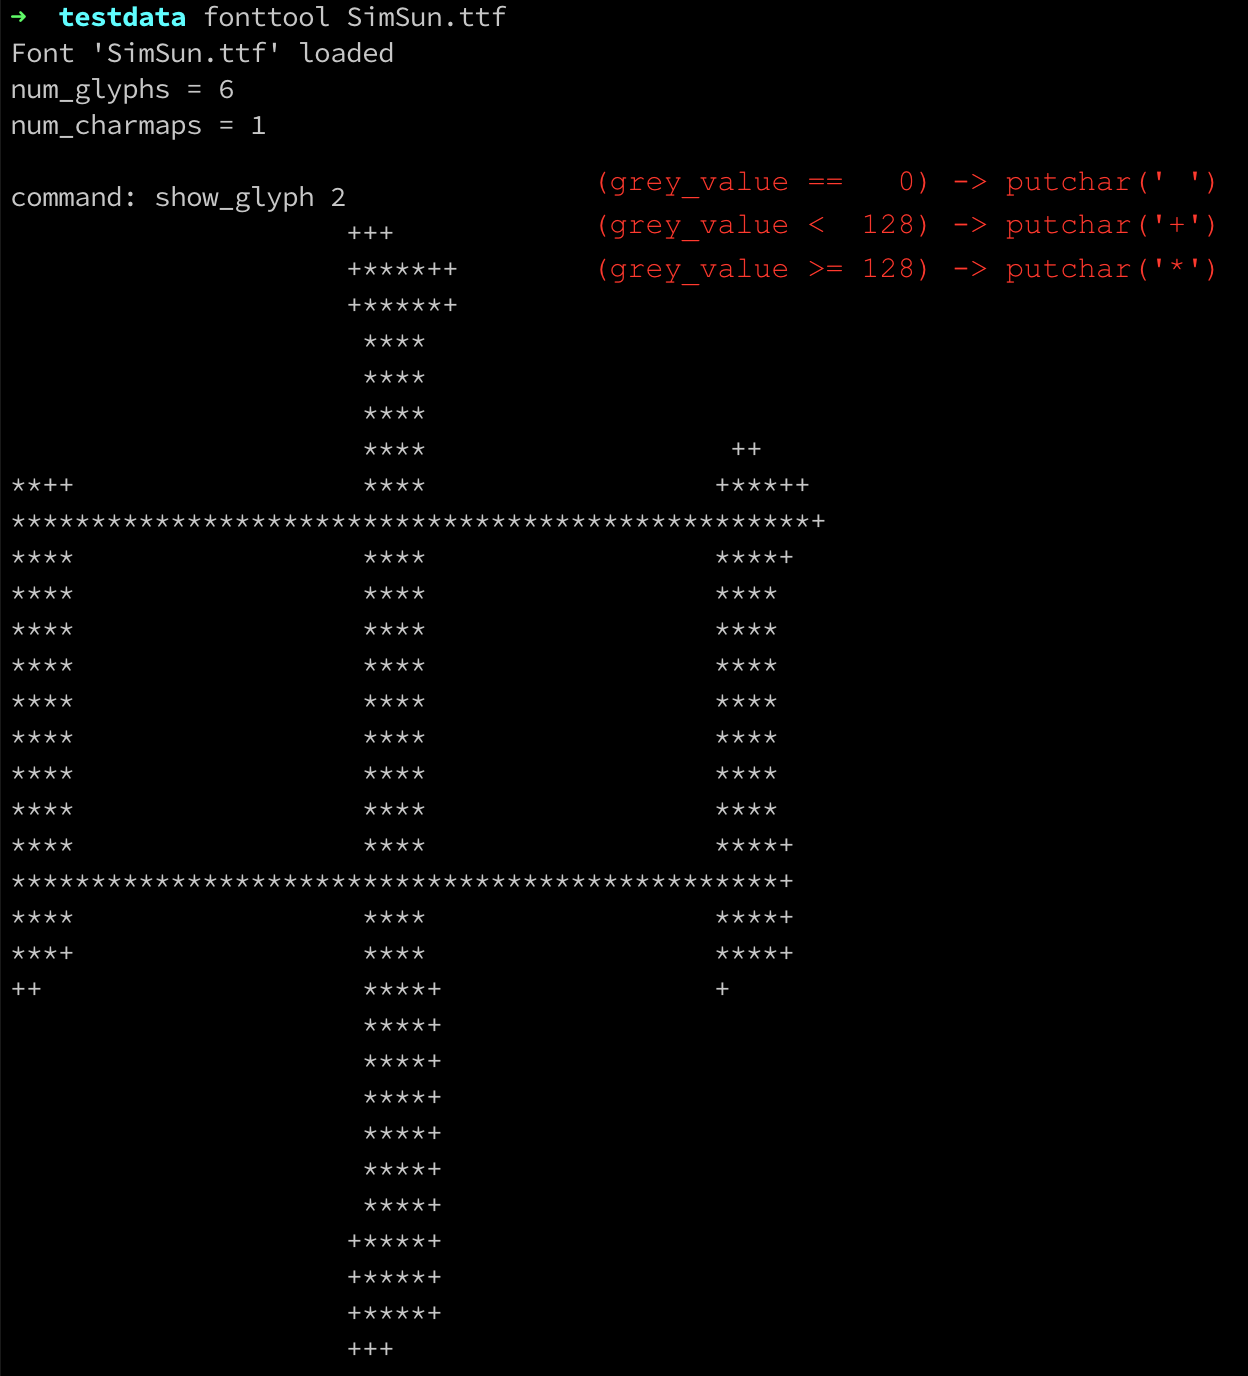 ➜  testdata fonttool SimSun.ttf
Font 'SimSun.ttf' loaded
num_glyphs = 6
num_charmaps = 1
command: show_glyph 2
(grey_value ==   0) -> putchar(' ')
(grey_value <  128) -> putchar('+')
(grey_value >= 128) -> putchar('*')
中